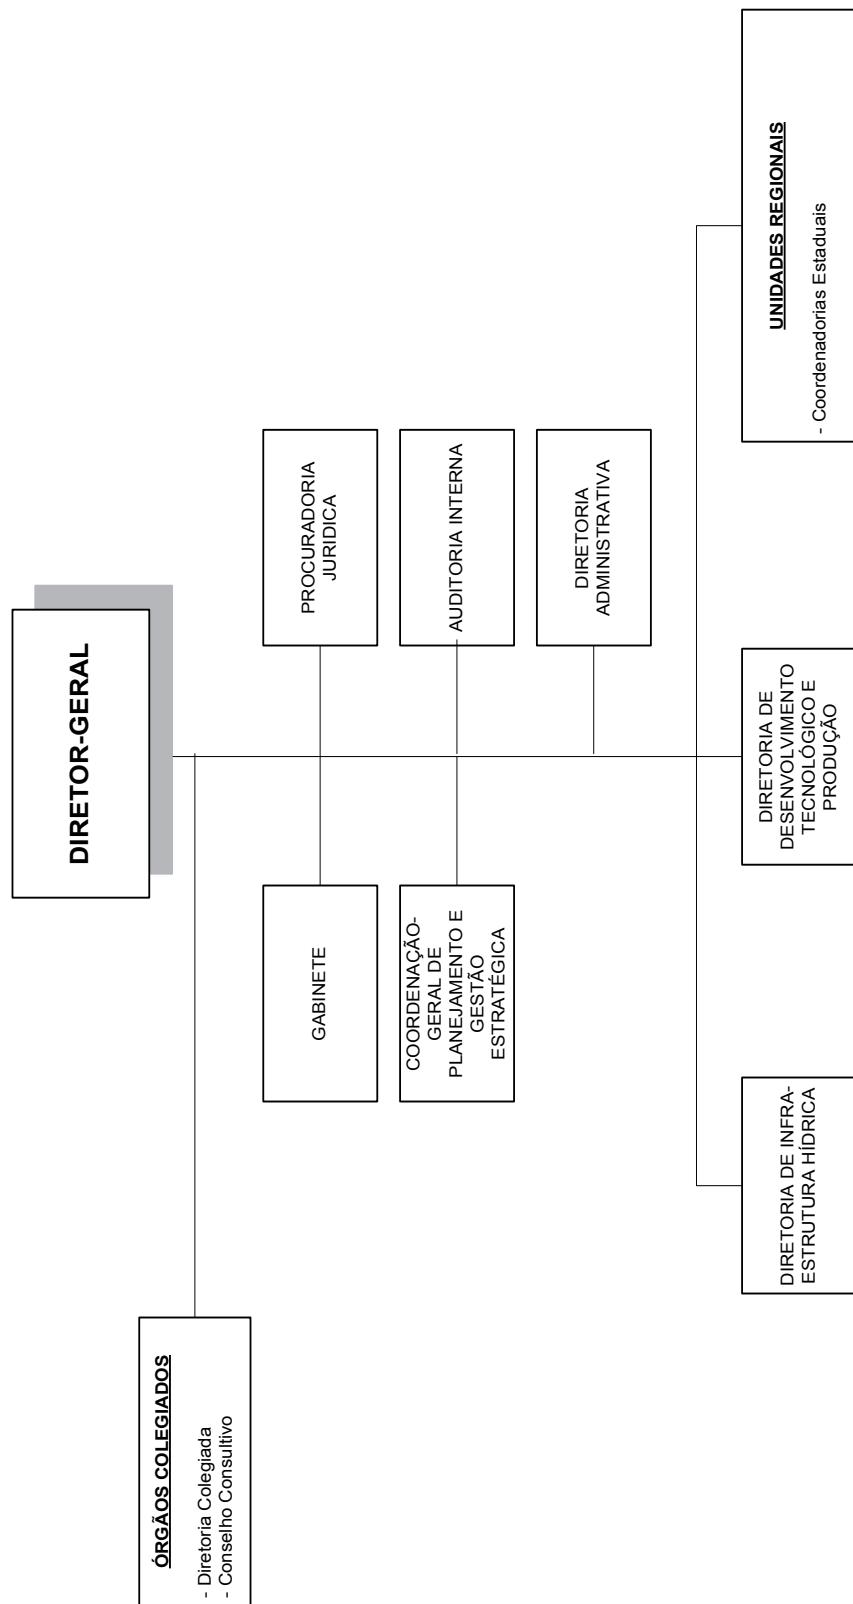 DIRETOR-GERAL
ÓRGÃOS COLEGIADOS
- Diretoria Colegiada
- Conselho Consultivo
GABINETE
PROCURADORIA
JURIDICA
COORDENAÇÃO-
GERAL DE
PLANEJAMENTO E
GESTÃO
ESTRATÉGICA
AUDITORIA INTERNA
DIRETORIA
ADMINISTRATIVA
DIRETORIA DE INFRA-
ESTRUTURA HÍDRICA
DIRETORIA DE
DESENVOLVIMENTO
TECNOLÓGICO E
PRODUÇÃO
UNIDADES REGIONAIS
- Coordenadorias Estaduais